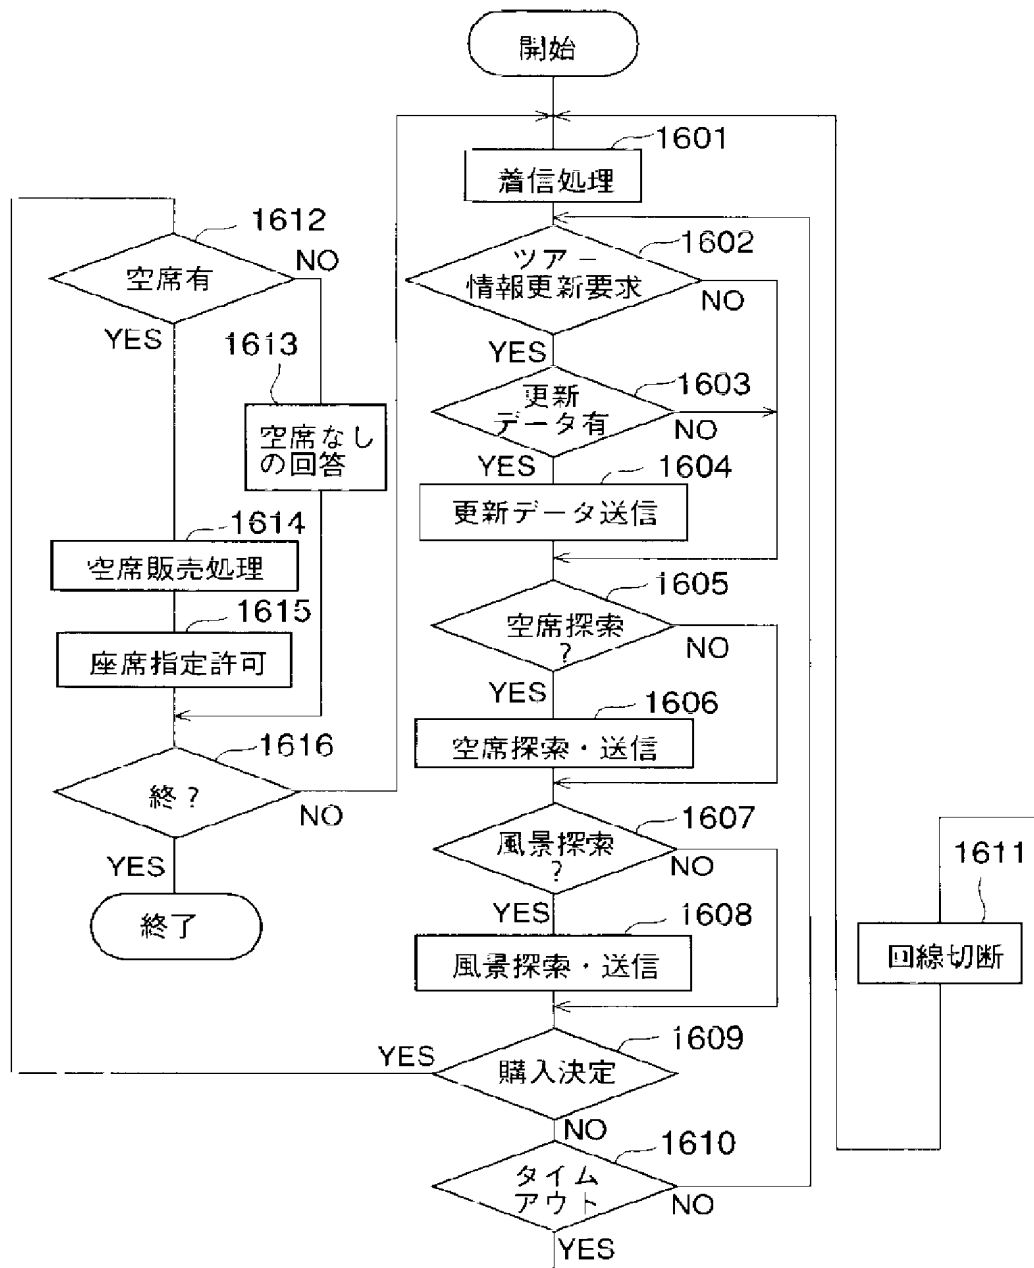 開始
1601
着信処理
1602
ツアー
情報更新要求
NO
YES
1603
更新
データ有
NO
YES
1604
更新データ送信
1605
空席探索
?
NO
YES
1606
空席探索・送信
1607
風景探索
?
NO
YES
1608
風景探索・送信
1609
購入決定
YES
NO
1610
タイム
アウト
NO
YES
1611
回線切断
1612
空席有
NO
YES
1613
空席なし
の回答
1614
空席販売処理
1615
座席指定許可
1616
終?
NO
YES
終了